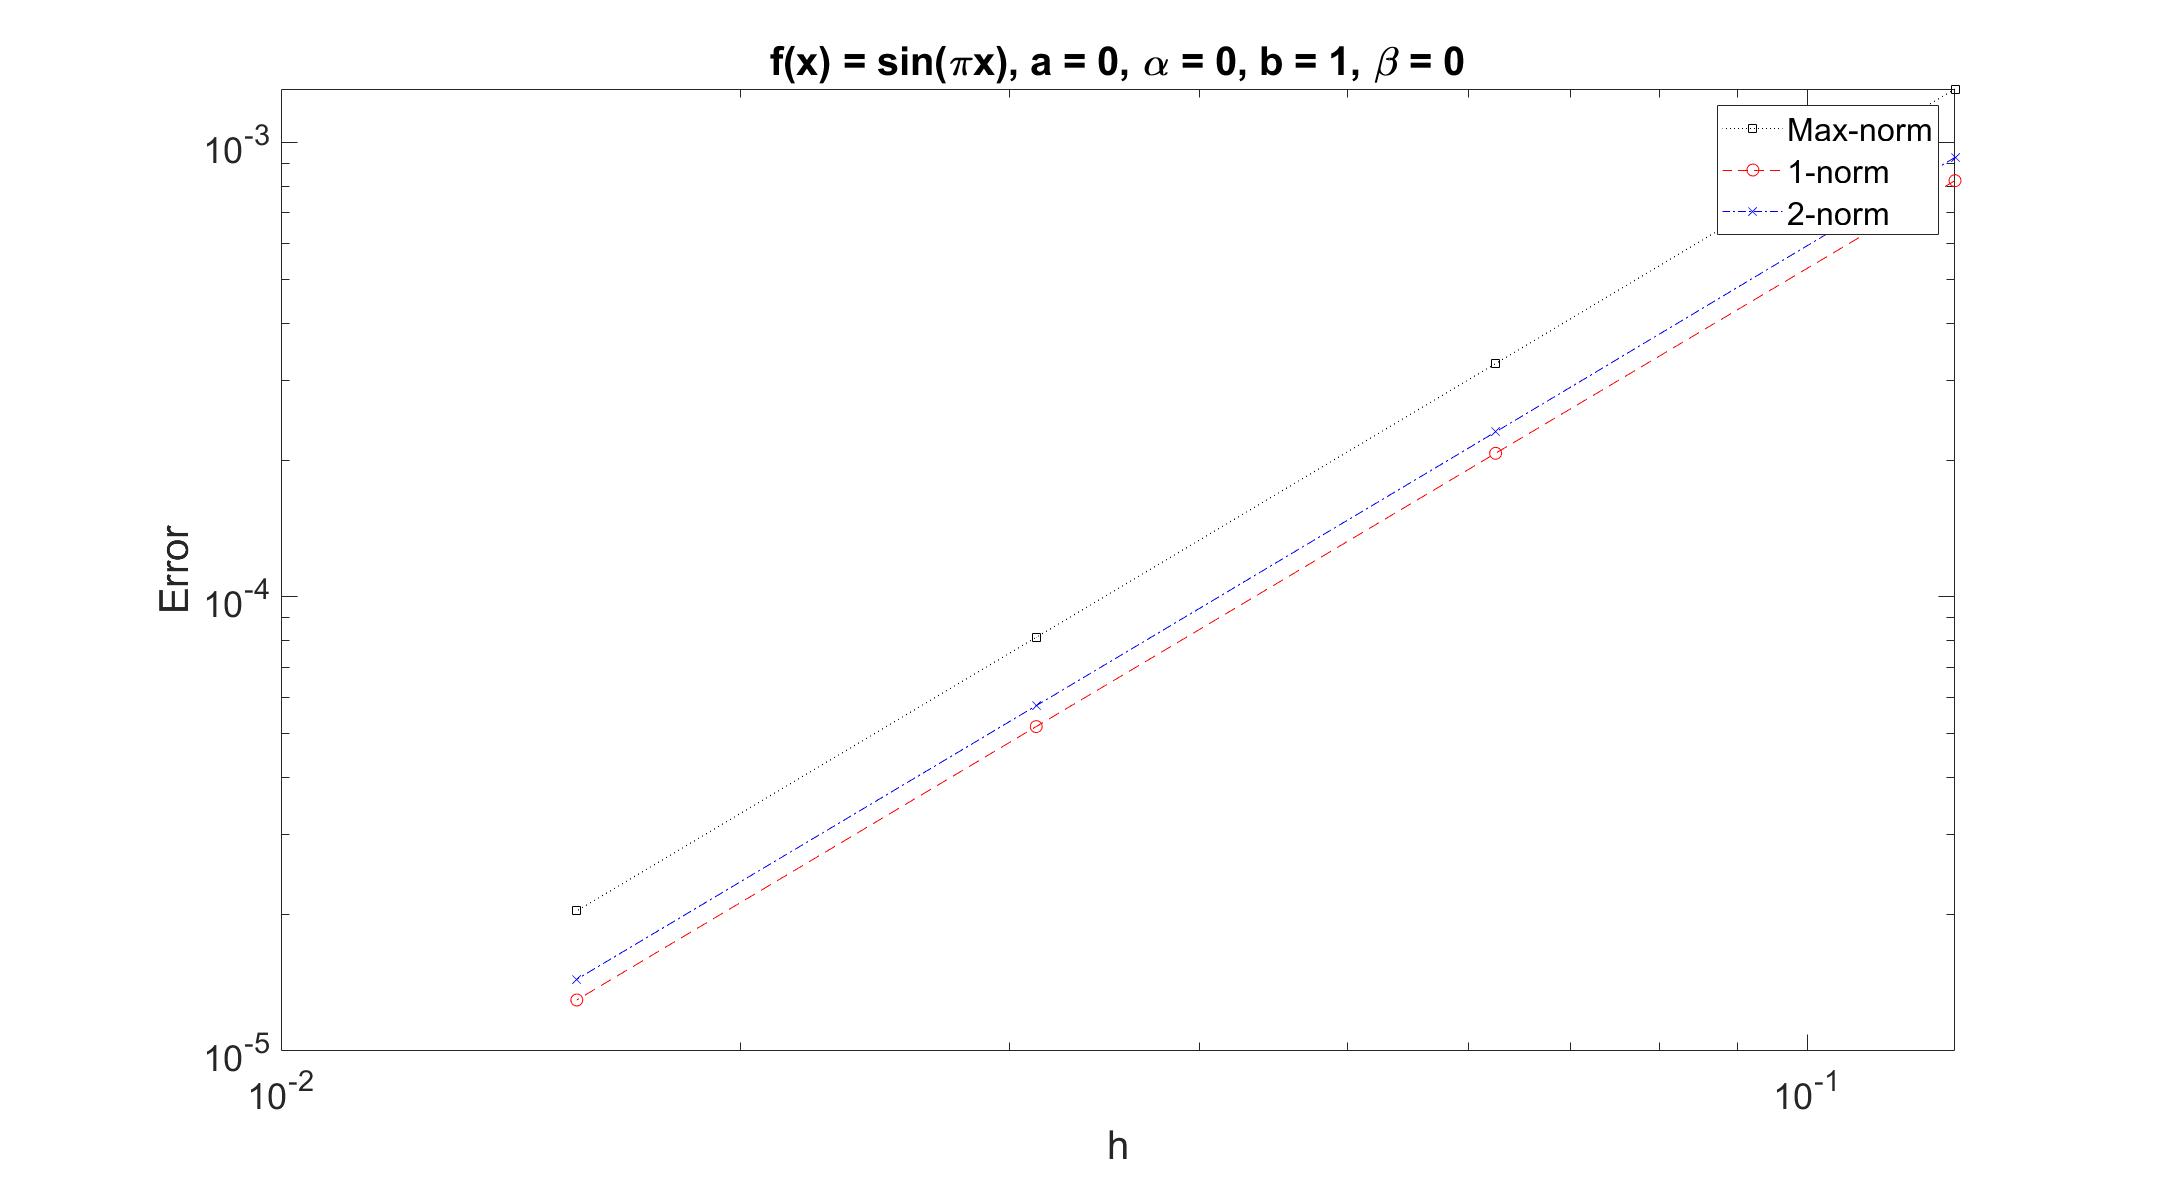 f(x) = sin(πx), a = 0, α = 0, b = 1, β = 0
Max-norm
1-norm
2-norm
10^-3
10^-4
10^-5
Error
10^-2
10^-1
h